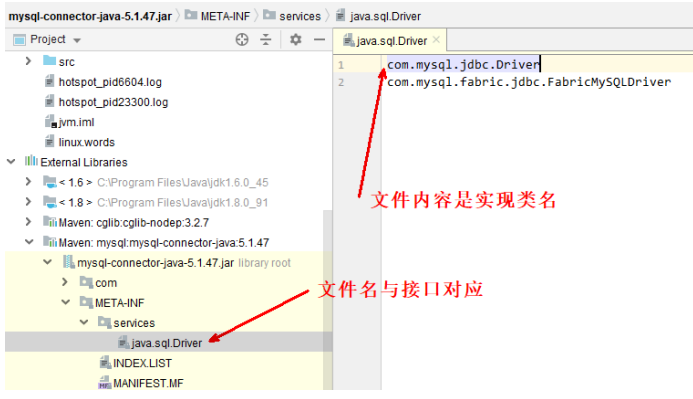 mysql-connector-java-5.1.47.jar META-INF services java.sql.Driver
Project
java.sql.Driver
src
hotspot_pid6604.log
hotspot_pid23300.log
jvm.iml
linux.words
External Libraries
< 1.6 > C:\Program Files\Java\jdk1.6.0_45
< 1.8 > C:\Program Files\Java\jdk1.8.0_91
Maven: cglib:cglib-nodep:3.2.7
Maven: mysql:mysql-connector-java:5.1.47
mysql-connector-java-5.1.47.jar library root
com
META-INF
services
java.sql.Driver
INDEX.LIST
MANIFEST.MF
1 com.mysql.jdbc.Driver
2 com.mysql.fabric.jdbc.FabricMySQLDriver
文件内容是实现类名
文件名与接口对应